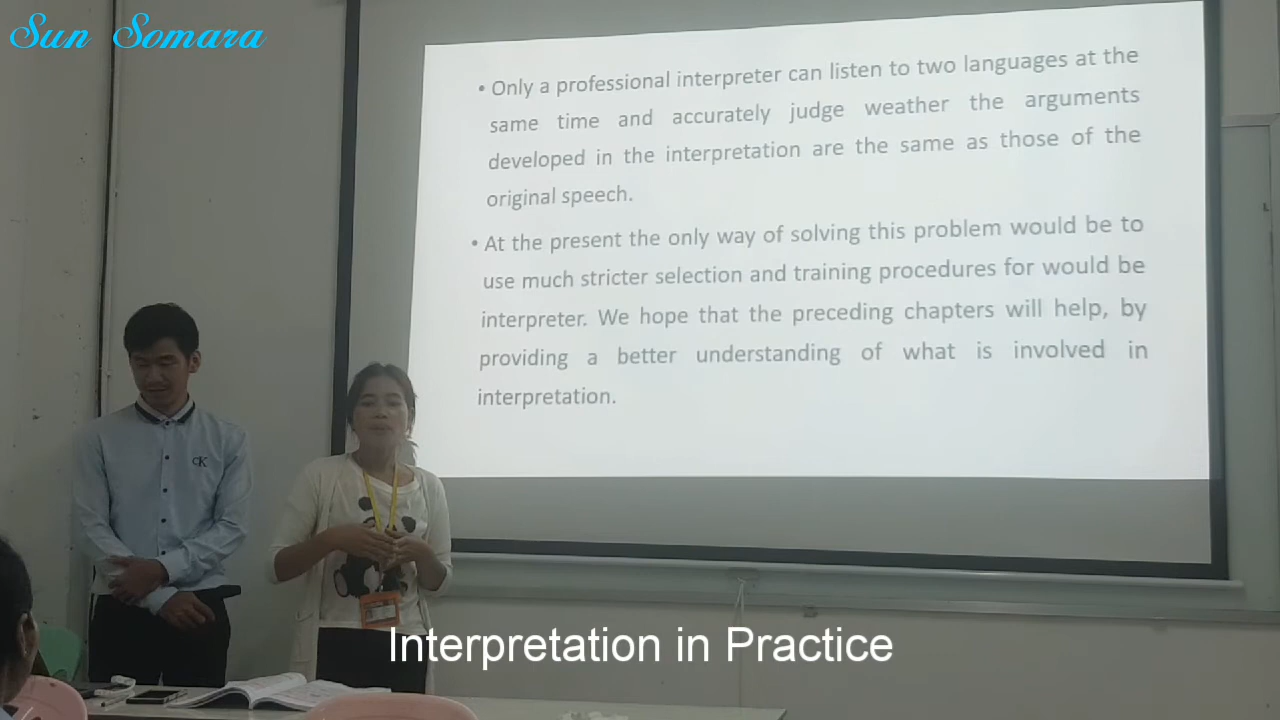 Sun Somara
• Only a professional interpreter can listen to two languages at the
same time and accurately judge weather the arguments
developed in the interpretation are the same as those of the
original speech.
• At the present the only way of solving this problem would be to
use much stricter selection and training procedures for would be
interpreter. We hope that the preceding chapters will help, by
providing a better understanding of what is involved in
interpretation.
CK
Interpretation in Practice